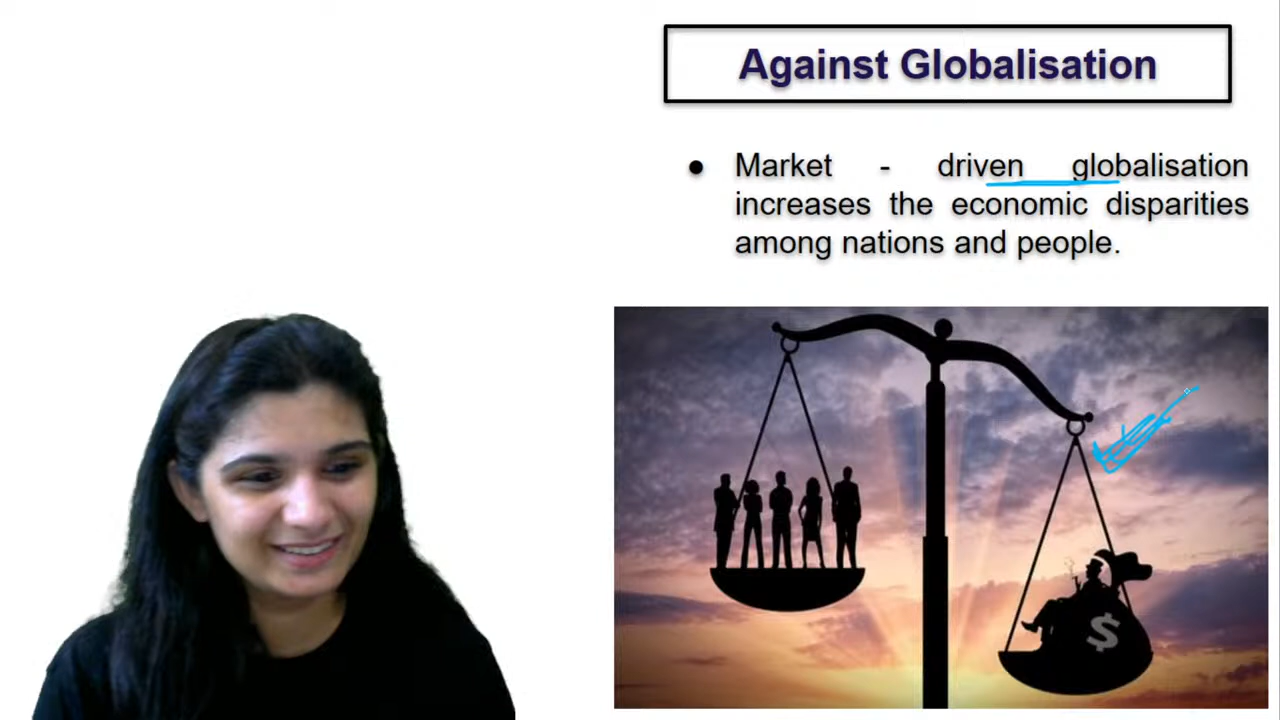 Against Globalisation
● Market - driven globalisation
increases the economic disparities
among nations and people.
$